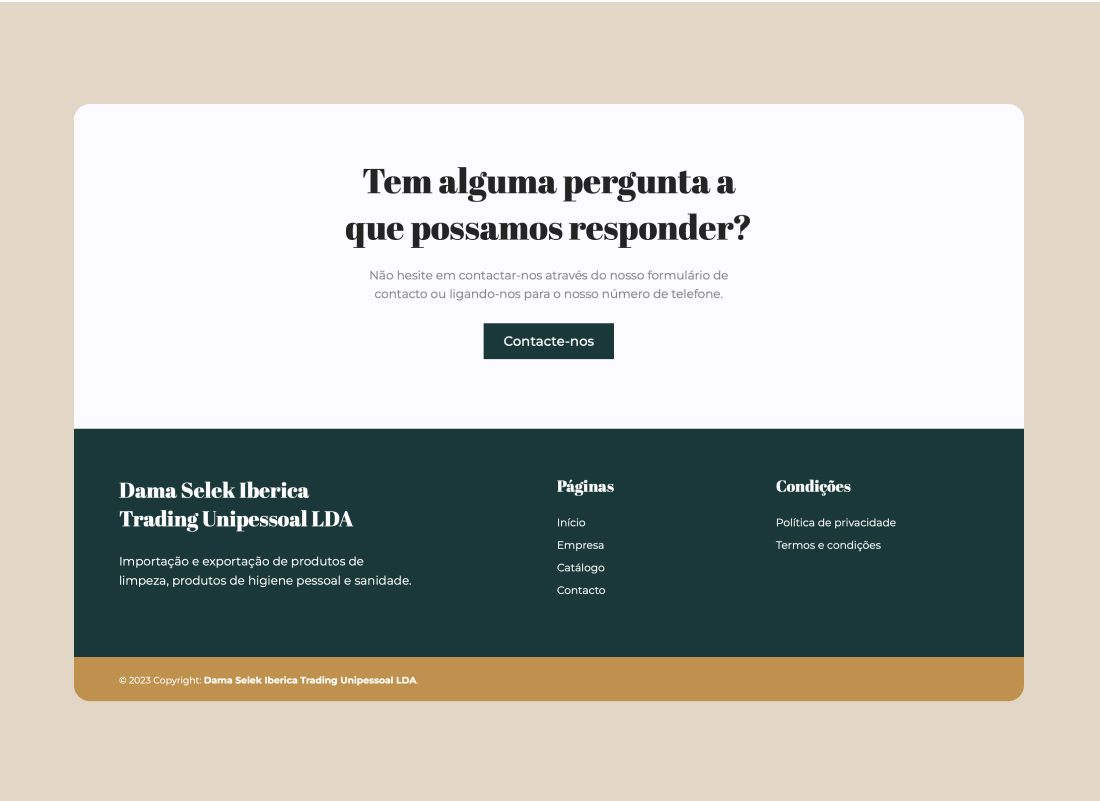 Tem alguma pergunta a
que possamos responder?
Não hesite em contactar-nos através do nosso formulário de
contacto ou ligando-nos para o nosso número de telefone.
Contacte-nos
Dama Selek Iberica
Trading Unipessoal LDA
Importação e exportação de produtos de
limpeza, produtos de higiene pessoal e sanidade.
Páginas
Início
Empresa
Catálogo
Contacto
Condições
Política de privacidade
Termos e condições
© 2023 Copyright: Dama Selek Iberica Trading Unipessoal LDA.